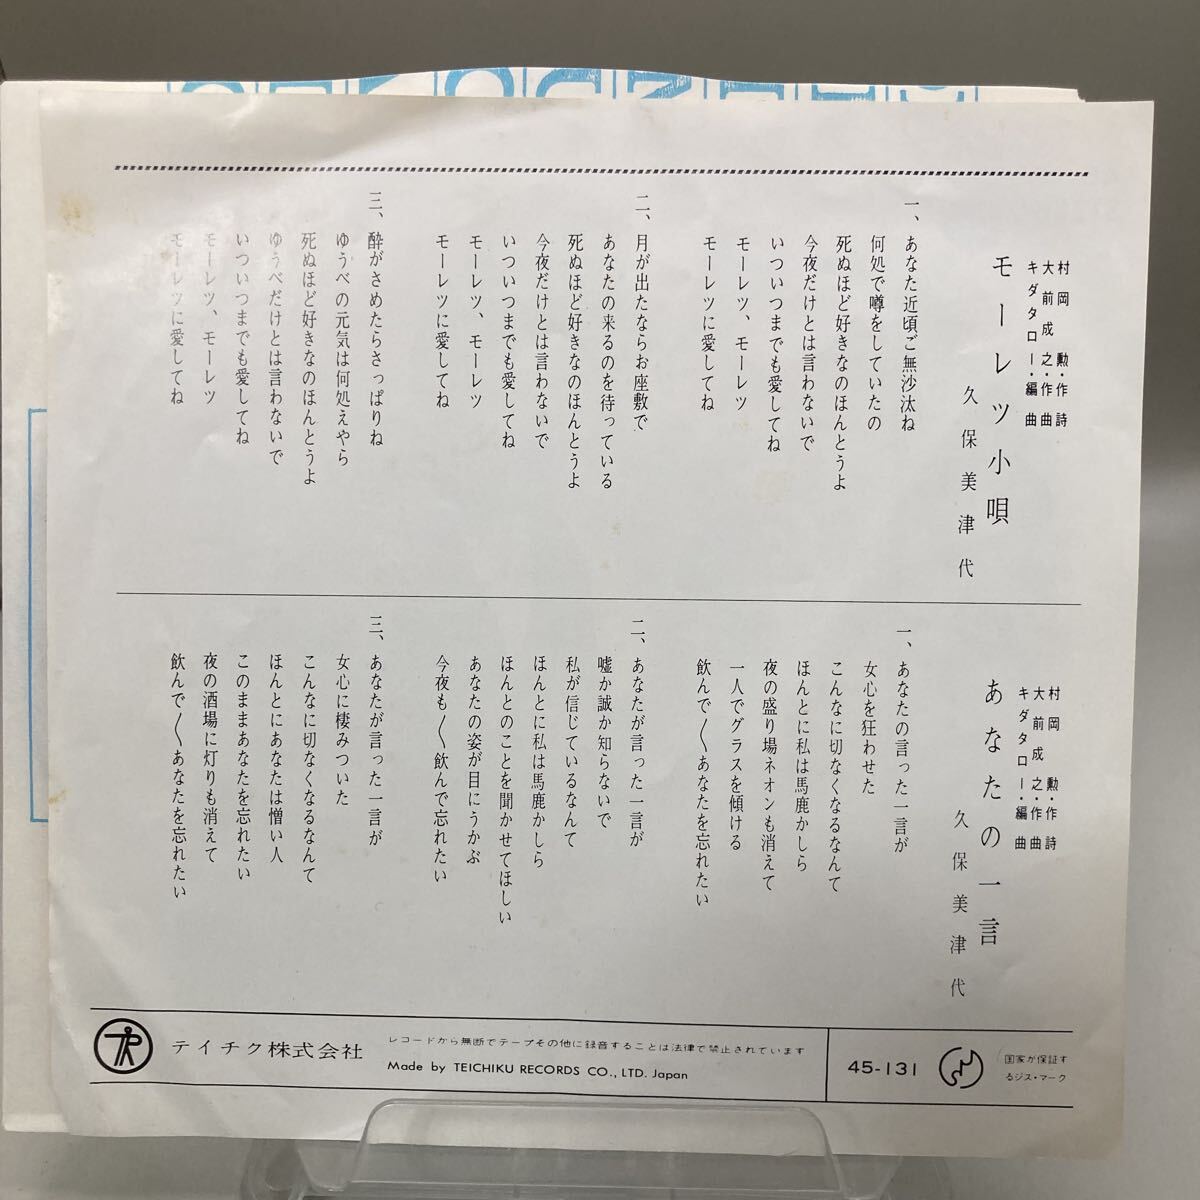 モーレツ小唄
村岡 勲・作詩
大前成之・作曲
キダタロー・編曲
久保美津代
一、あなた近頃ご無沙汰ね
何処で噂をしていたの
死ぬほど好きなのほんとうよ
今夜だけとは言わないで
いついつまでも愛してね
モーレツ、モーレツ
モーレツに愛してね
二、月が出たならお座敷で
あなたの来るのを待っている
死ぬほど好きなのほんとうよ
今夜だけとは言わないで
いついつまでも愛してね
モーレツ、モーレツ
モーレツに愛してね
三、酔がさめたらさっぱりね
ゆうべの元気は何処えやら
死ぬほど好きなのほんとうよ
ゆうべだけとは言わないで
いついつまでも愛してね
モーレツ、モーレツ
モーレツに愛してね
あなたの一言
村岡 勲・作詩
大前成之・作曲
キダタロー・編曲
久保美津代
一、あなたの言った一言が
女心を狂わせた
こんなに切なくなるなんて
ほんとに私は馬鹿かしら
夜の盛り場ネオンも消えて
一人でグラスを傾ける
飲んで〱あなたを忘れたい
二、あなたが言った一言が
嘘か誠か知らないで
私が信じているなんて
ほんとに私は馬鹿かしら
ほんとのことを聞かせてほしい
あなたの姿が目にうかぶ
今夜も〱飲んで忘れたい
三、あなたが言った一言が
女心に棲みついた
こんなに切なくなるなんて
ほんとにあなたは憎い人
このままあなたを忘れたい
夜の酒場に灯りも消えて
飲んで〱あなたを忘れたい
テイチク株式会社
レコードから無断でテープその他に録音することは法律で禁止されています
Made by TEICHIKU RECORDS CO., LTD. Japan
45-131
国家が保証す
るジス・マーク